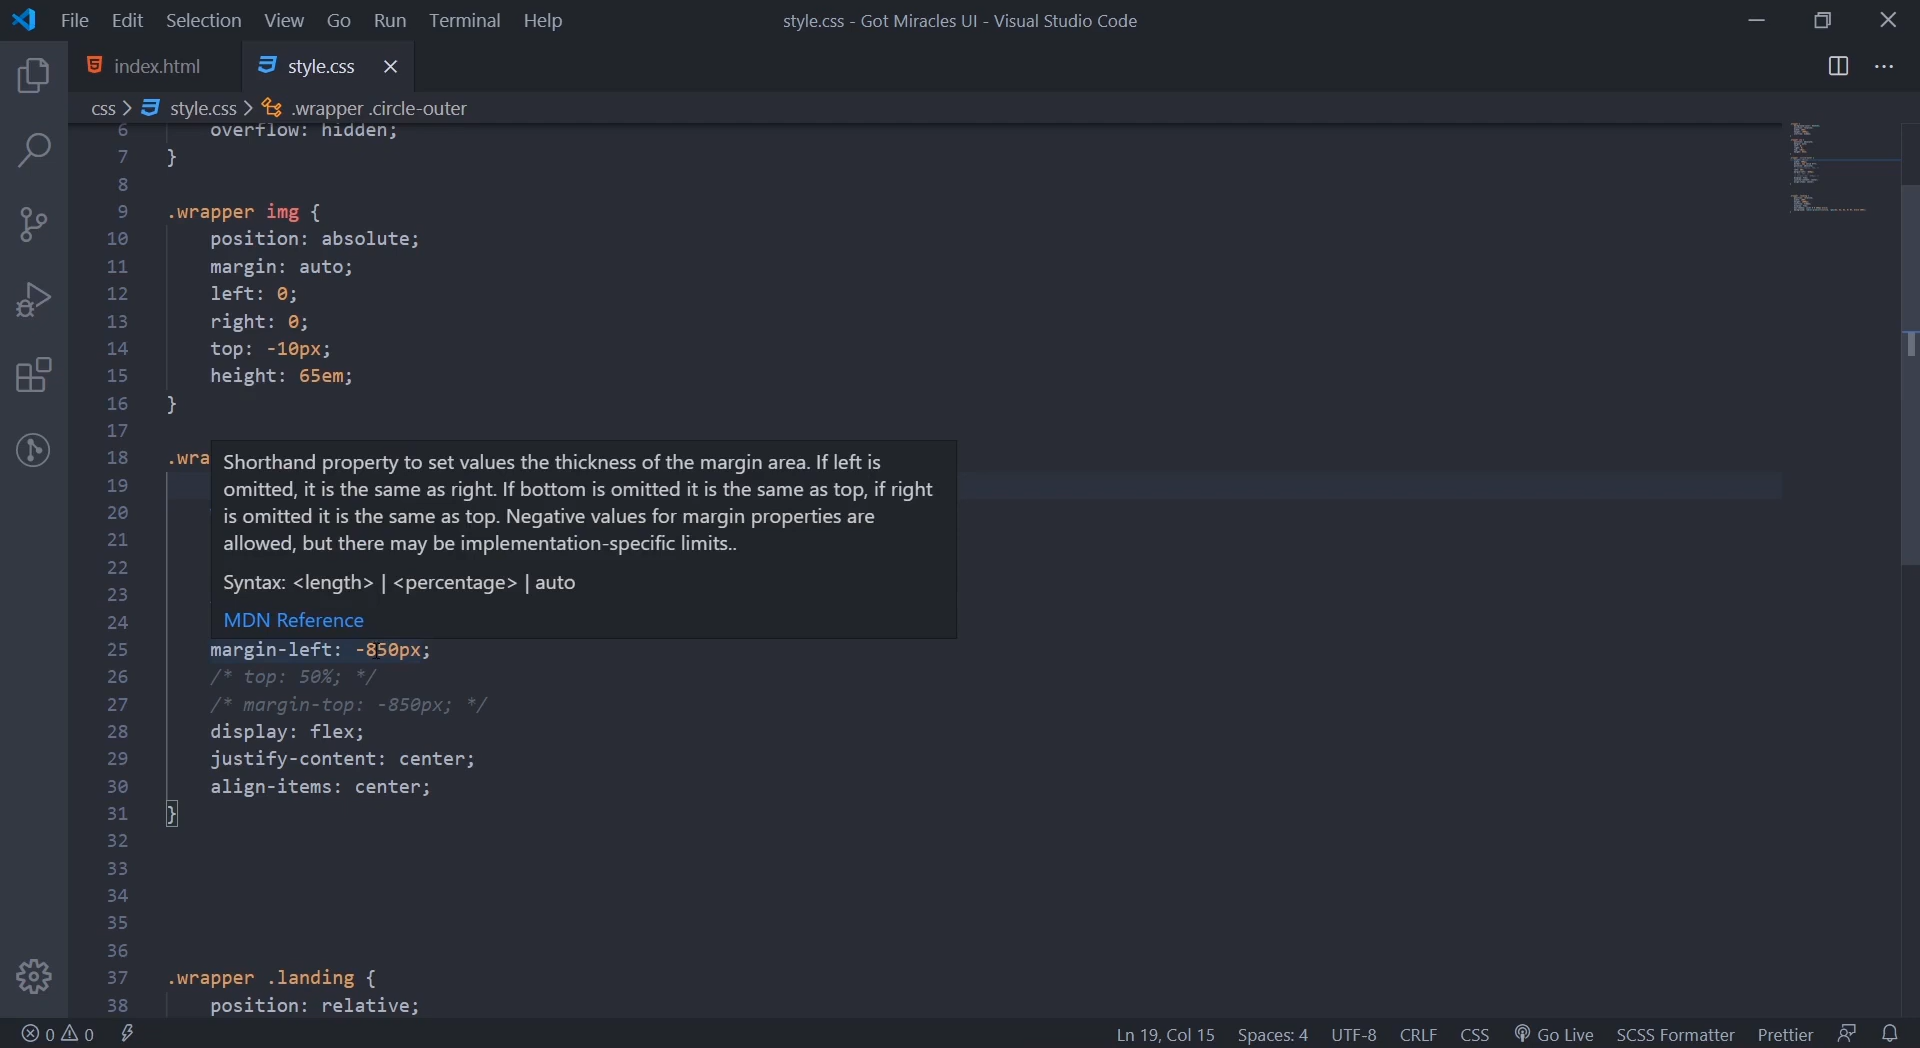 File Edit Selection View Go Run Terminal Help
style.css - Got Miracles UI - Visual Studio Code
index.html
style.css
css > style.css > .wrapper .circle-outer
6 overflow: hidden;
7 }
8
9 .wrapper img {
10 position: absolute;
11 margin: auto;
12 left: 0;
13 right: 0;
14 top: -10px;
15 height: 65em;
16 }
17
18 .wra
19
20
21
22
23
24
Shorthand property to set values the thickness of the margin area. If left is
omitted, it is the same as right. If bottom is omitted it is the same as top, if right
is omitted it is the same as top. Negative values for margin properties are
allowed, but there may be implementation-specific limits..
Syntax: <length> | <percentage> | auto
MDN Reference
25 margin-left: -850px;
26 /* top: 50%; */
27 /* margin-top: -850px; */
28 display: flex;
29 justify-content: center;
30 align-items: center;
31 }
32
33
34
35
36
37 .wrapper .landing {
38 position: relative;
0 0
Ln 19, Col 15 Spaces: 4 UTF-8 CRLF CSS Go Live SCSS Formatter Prettier